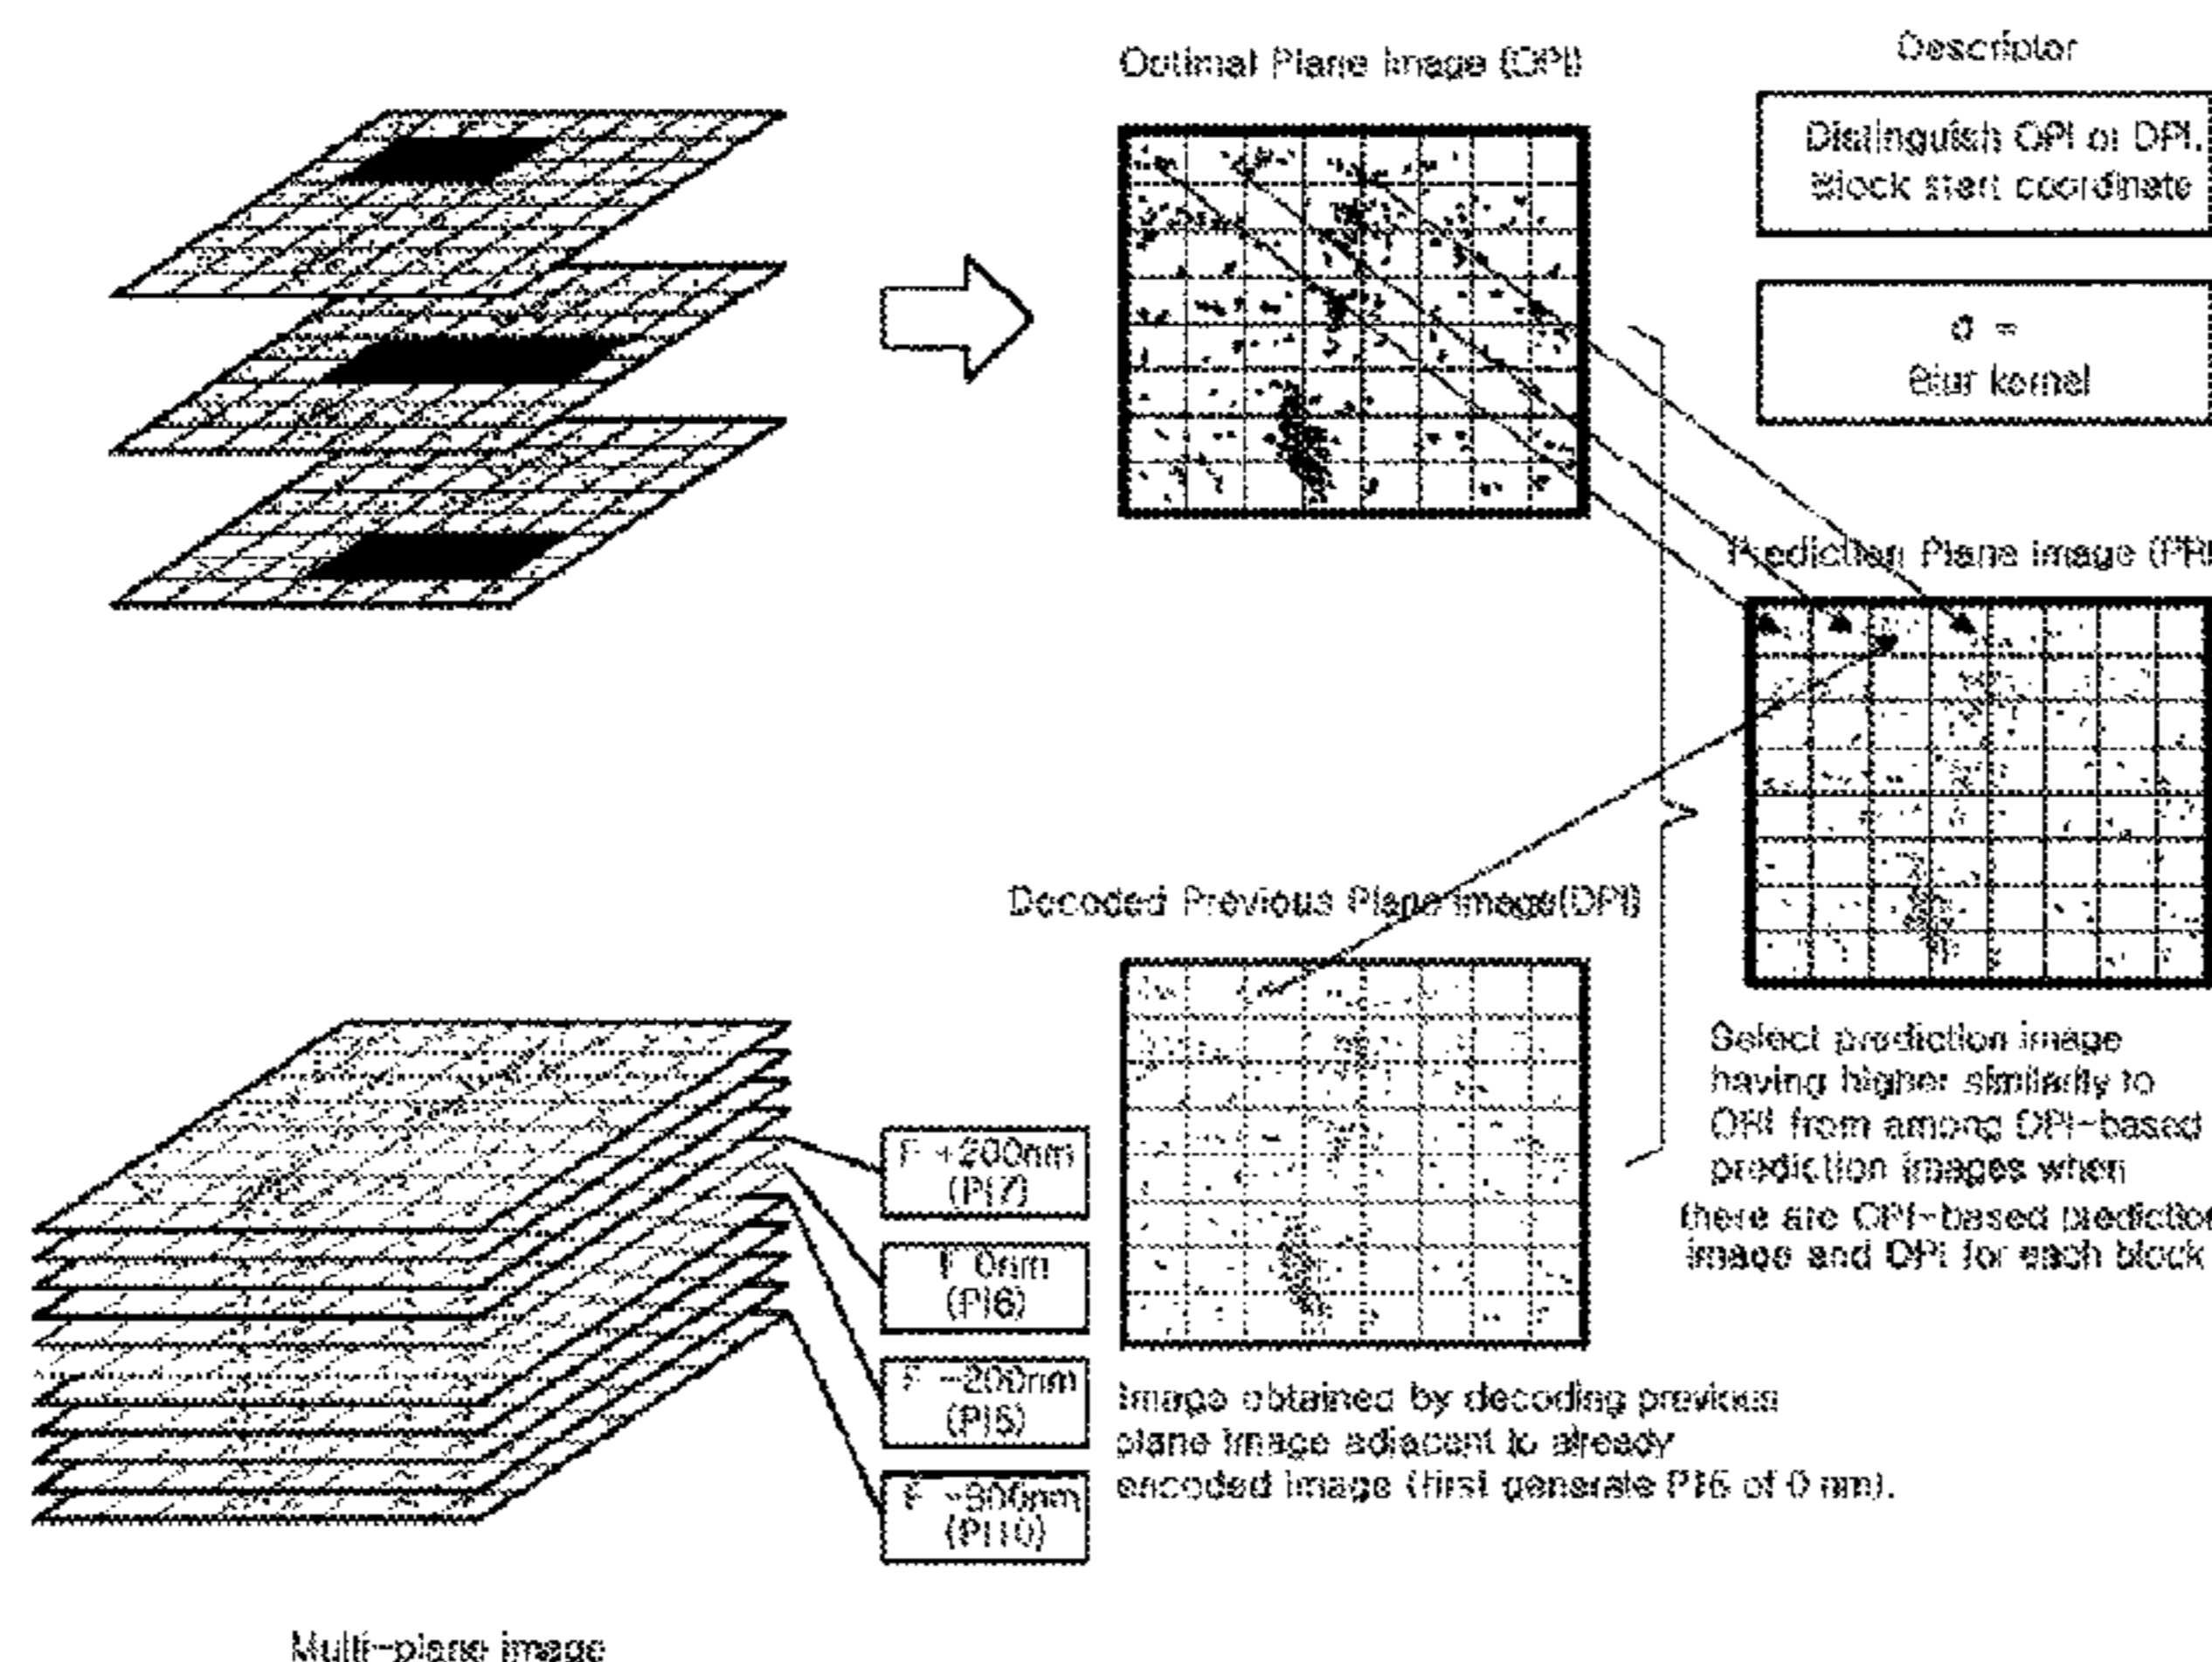 Optimal Plane Image (OPI)
Descriptor
Distinguish OPI or DPI,
Block start coordinate
σ =
Blur kernel
Prediction Plane Image (PRI
Decoded Previous Plane Image(DPI)
Select prediction image
having higher similarity to
ORI from among DPI-based
prediction images when
there are OPI-based prediction
image and DPI for each block
F +200nm
(PI7)
F 0nm
(PI6)
F -200nm
(PI5)
F -900nm
(PI10)
Image obtained by decoding previous
plane image adjacent to already
encoded image (first generate PI6 of 0 nm).
Multi-plane image